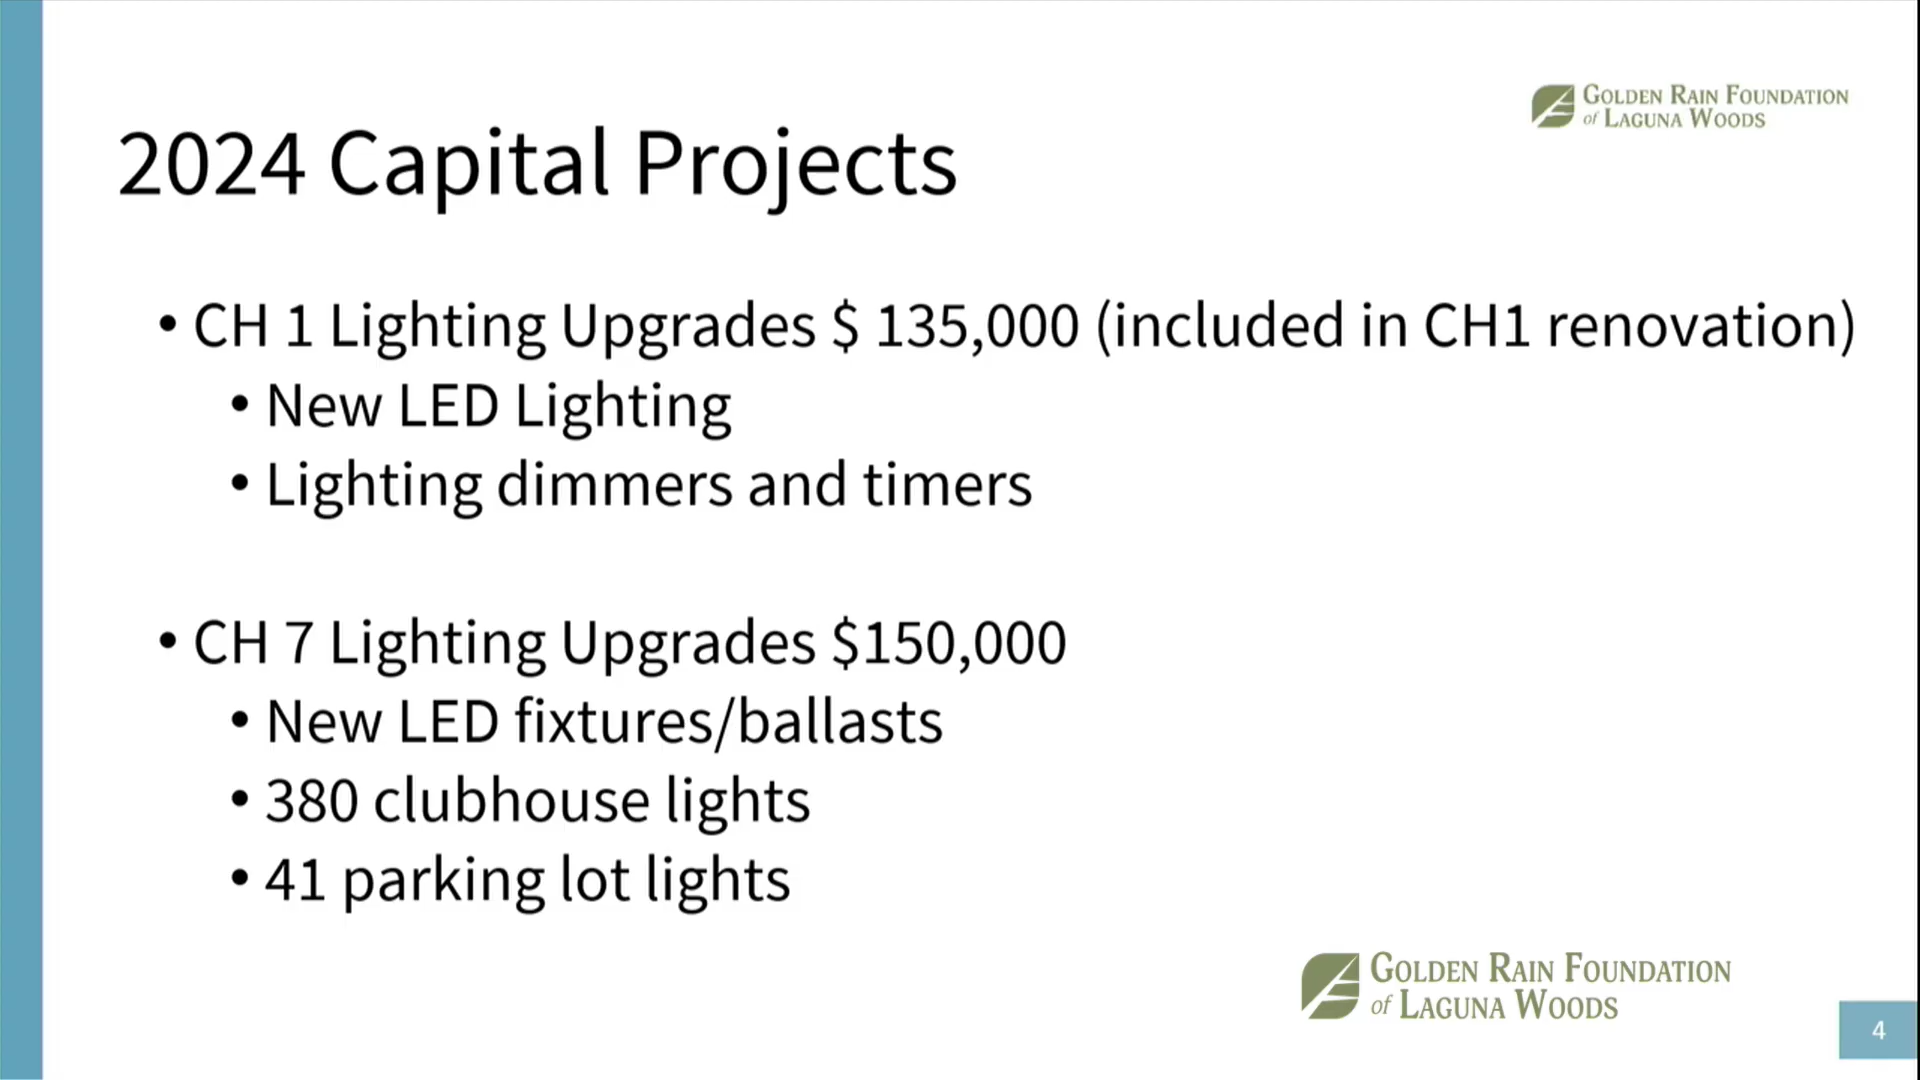 GOLDEN RAIN FOUNDATION
of LAGUNA WOODS
2024 Capital Projects
• CH 1 Lighting Upgrades $ 135,000 (included in CH1 renovation)
• New LED Lighting
• Lighting dimmers and timers
• CH 7 Lighting Upgrades $150,000
• New LED fixtures/ballasts
• 380 clubhouse lights
• 41 parking lot lights
GOLDEN RAIN FOUNDATION
of LAGUNA WOODS
4